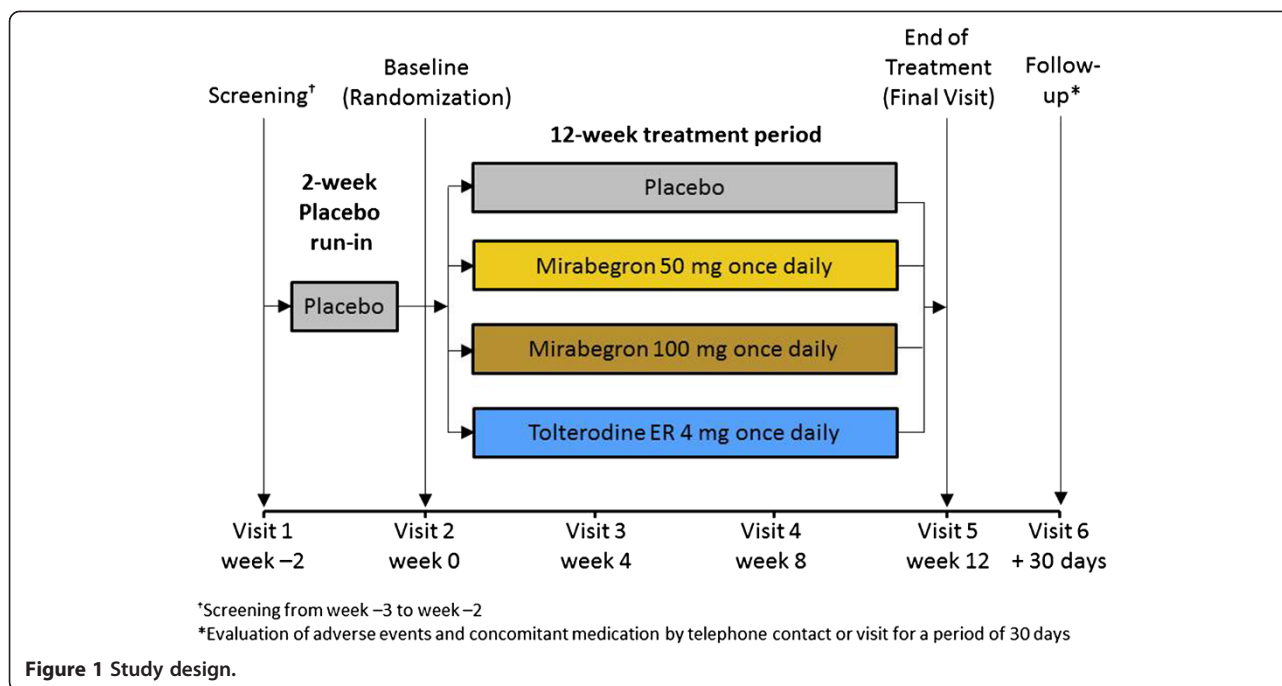 Screening†
Baseline
(Randomization)
End of
Treatment
(Final Visit)
Follow-
up*
12-week treatment period
2-week
Placebo
run-in
Placebo
Placebo
Mirabegron 50 mg once daily
Mirabegron 100 mg once daily
Tolterodine ER 4 mg once daily
Visit 1
week –2
Visit 2
week 0
Visit 3
week 4
Visit 4
week 8
Visit 5
week 12
Visit 6
+ 30 days
†Screening from week –3 to week –2
*Evaluation of adverse events and concomitant medication by telephone contact or visit for a period of 30 days
Figure 1 Study design.